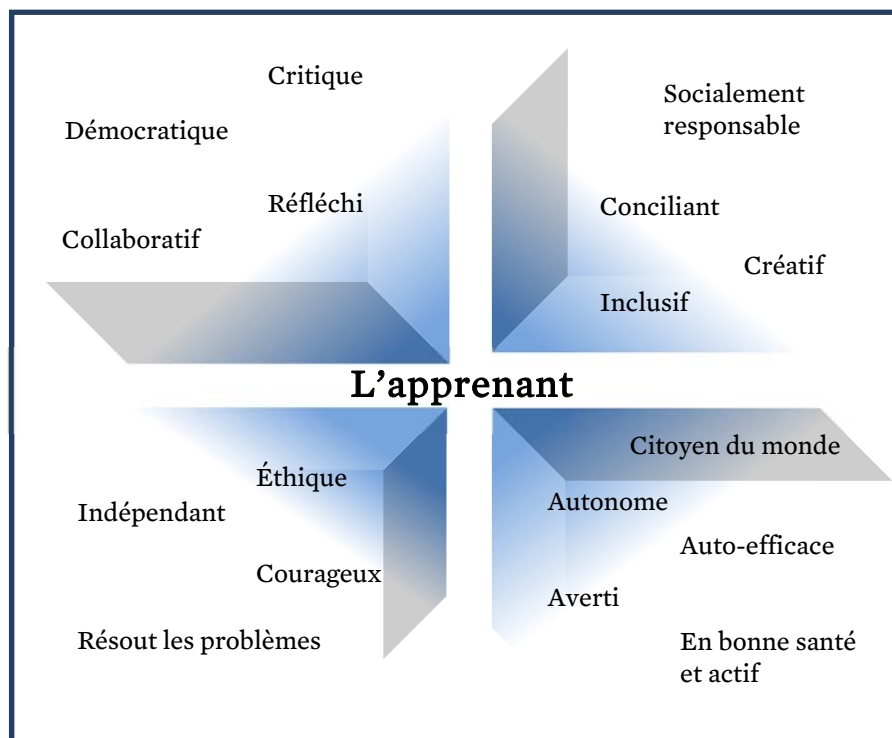 Critique
Démocratique
Réfléchi
Collaboratif
Socialement
responsable
Conciliant
Créatif
Inclusif
L’apprenant
Éthique
Indépendant
Courageux
Résout les problèmes
Citoyen du monde
Autonome
Auto-efficace
Averti
En bonne santé
et actif